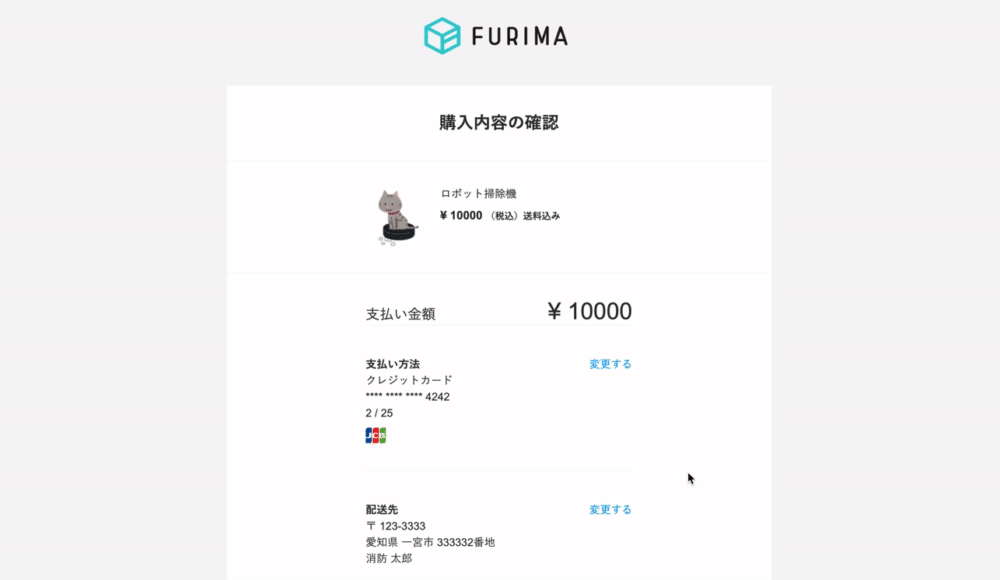 FURIMA
購入内容の確認
ロボット掃除機
¥ 10000 （税込）送料込み
支払い金額 ¥ 10000
支払い方法 変更する
クレジットカード
**** **** **** 4242
2 / 25
JCB
配送先 変更する
〒 123-3333
愛知県 一宮市 333332番地
消防 太郎